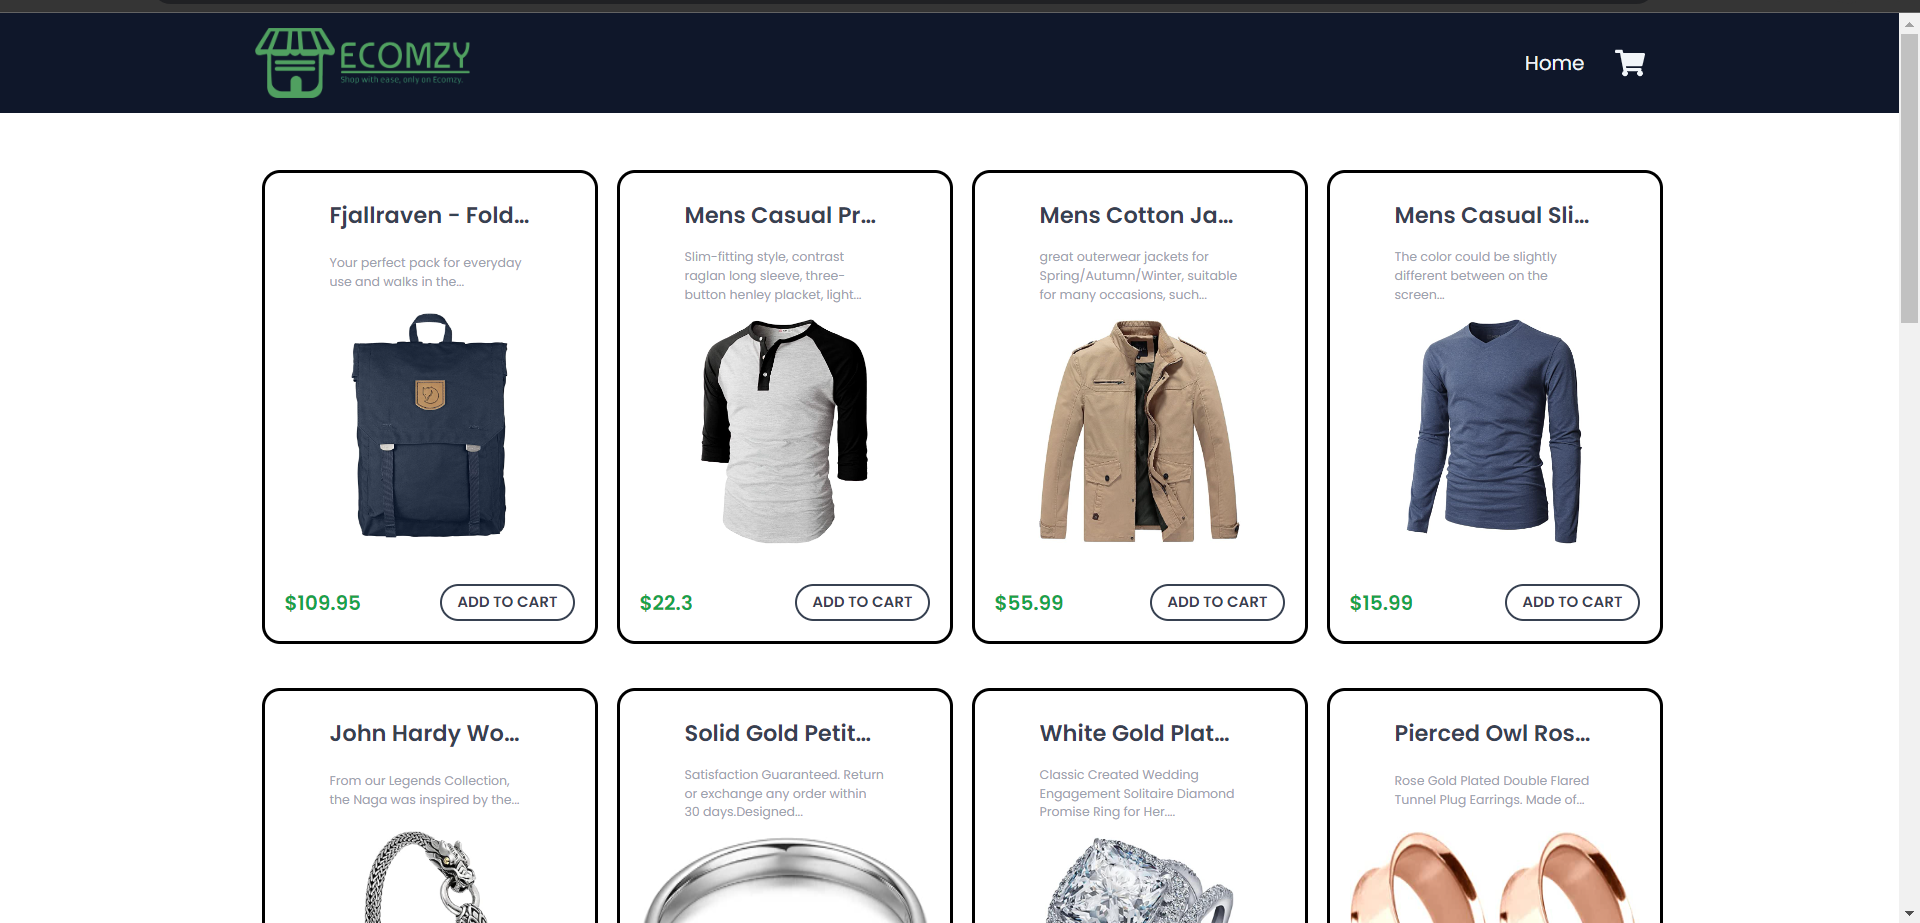 ECOMZY
Shop with ease, only on Ecomzy.
Home
Fjallraven - Fold...
Your perfect pack for everyday
use and walks in the...
$109.95
ADD TO CART
Mens Casual Pr...
Slim-fitting style, contrast
raglan long sleeve, three-
button henley placket, light...
$22.3
ADD TO CART
Mens Cotton Ja...
great outerwear jackets for
Spring/Autumn/Winter, suitable
for many occasions, such...
$55.99
ADD TO CART
Mens Casual Sli...
The color could be slightly
different between on the
screen...
$15.99
ADD TO CART
John Hardy Wo...
From our Legends Collection,
the Naga was inspired by the...
Solid Gold Petit...
Satisfaction Guaranteed. Return
or exchange any order within
30 days.Designed...
White Gold Plat...
Classic Created Wedding
Engagement Solitaire Diamond
Promise Ring for Her....
Pierced Owl Ros...
Rose Gold Plated Double Flared
Tunnel Plug Earrings. Made of...